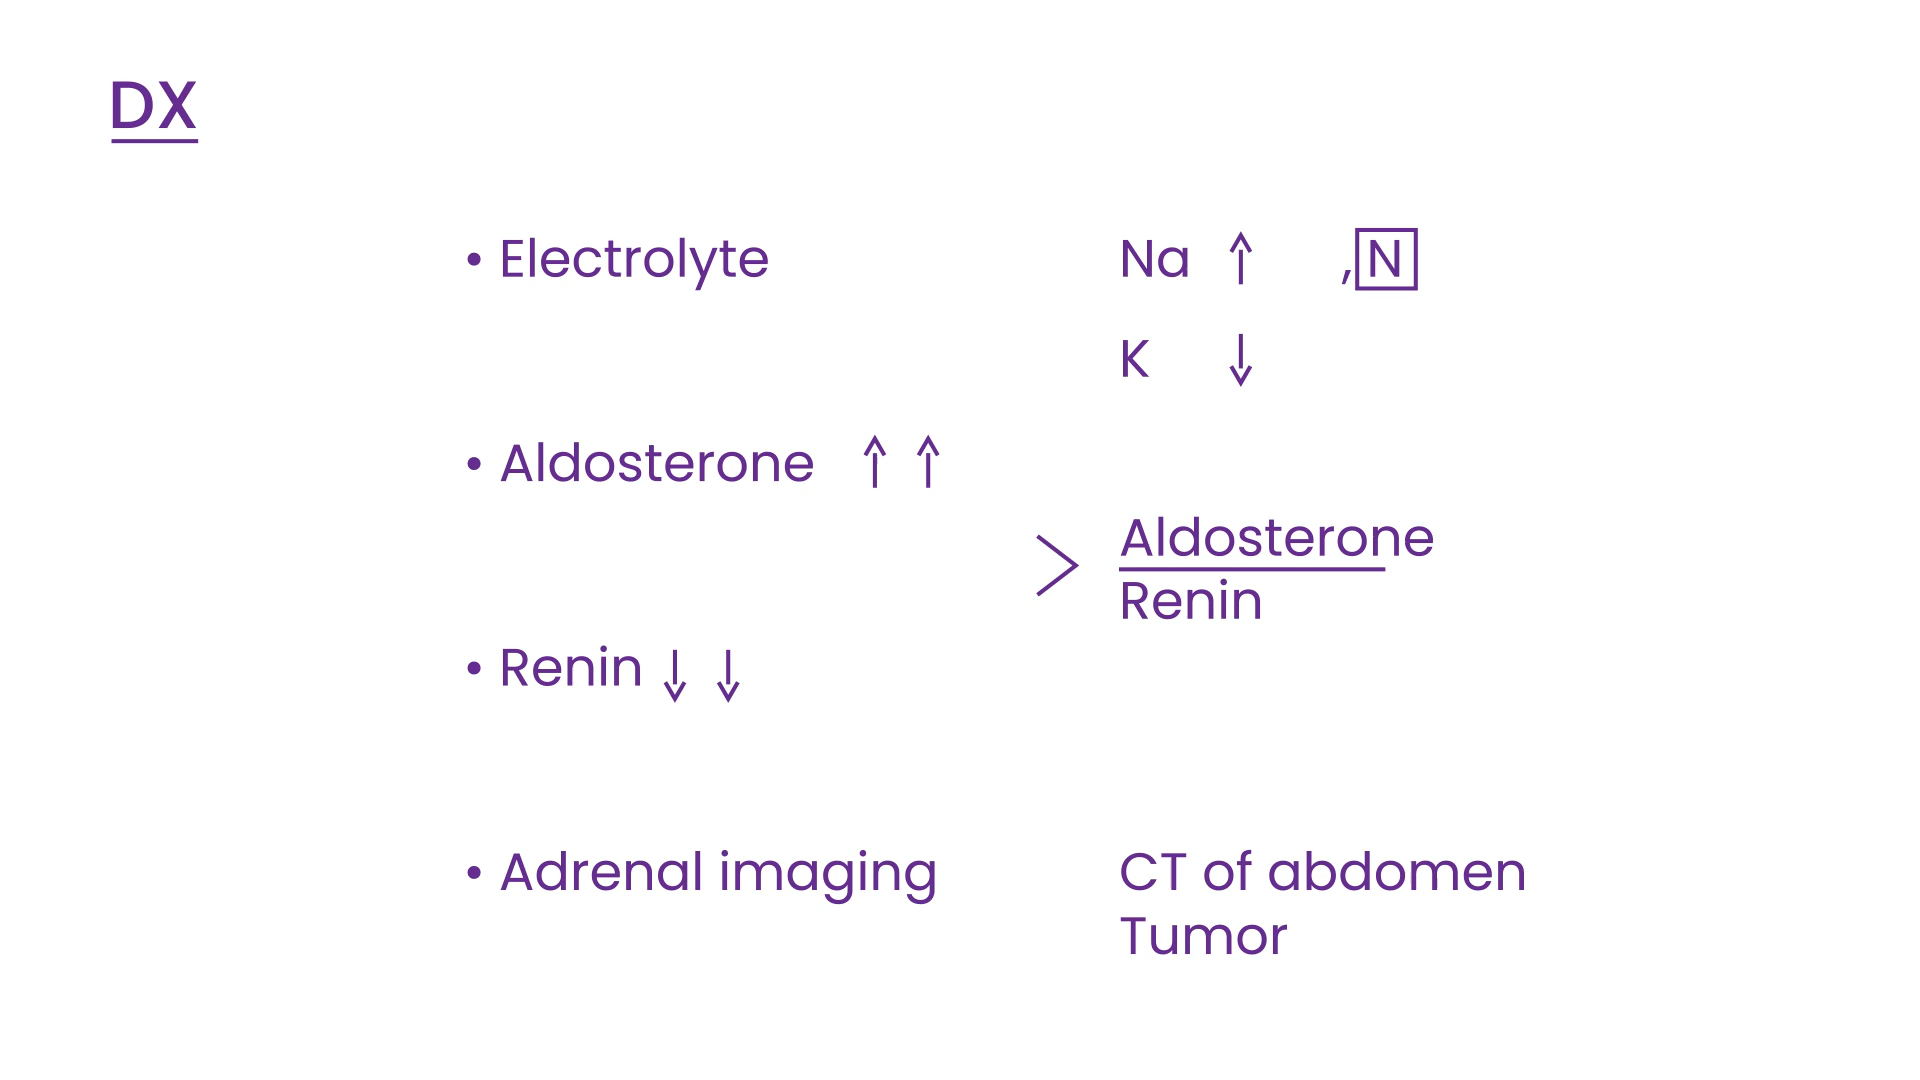 DX
• Electrolyte Na ↑ , N
K ↓
• Aldosterone ↑ ↑
> Aldosterone
Renin
• Renin ↓ ↓
• Adrenal imaging CT of abdomen
Tumor